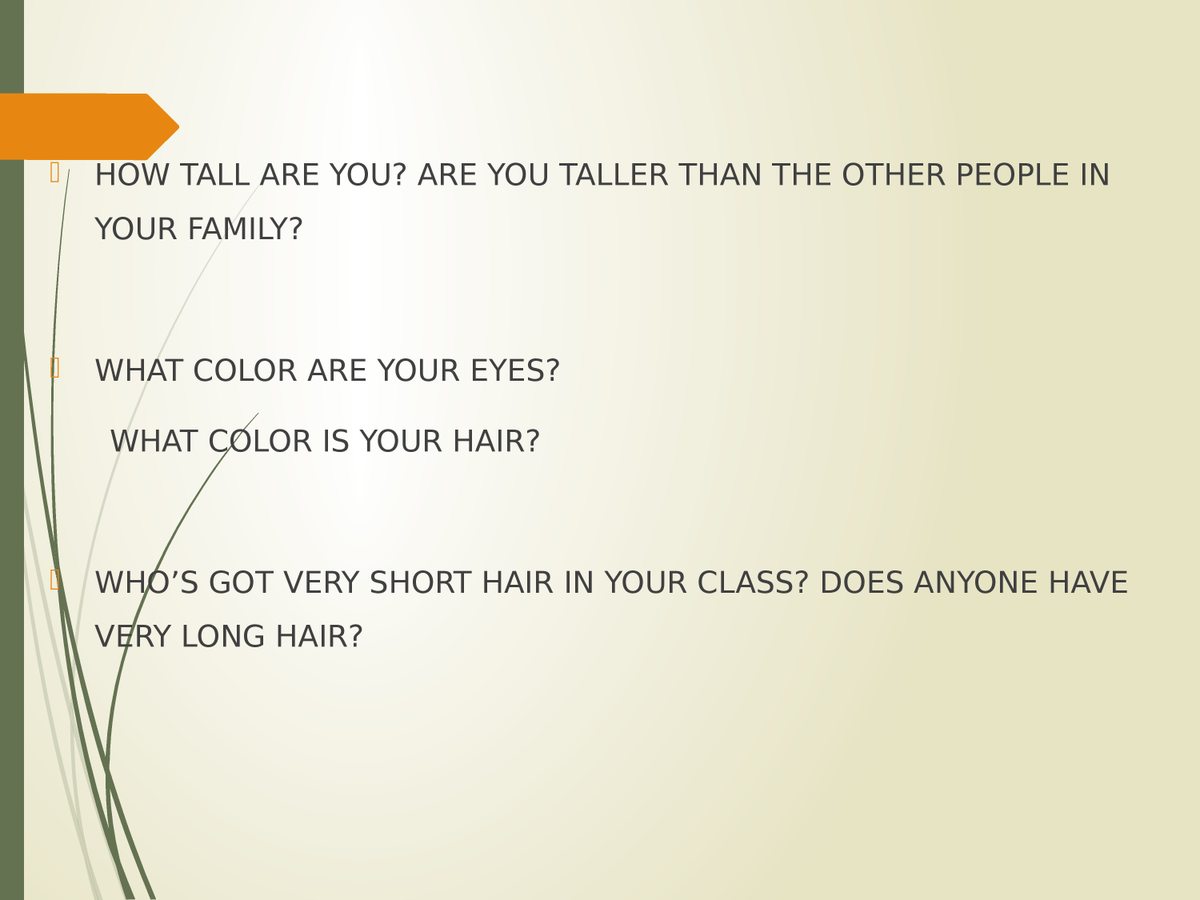 HOW TALL ARE YOU? ARE YOU TALLER THAN THE OTHER PEOPLE IN
YOUR FAMILY?
WHAT COLOR ARE YOUR EYES?
WHAT COLOR IS YOUR HAIR?
WHO’S GOT VERY SHORT HAIR IN YOUR CLASS? DOES ANYONE HAVE
VERY LONG HAIR?